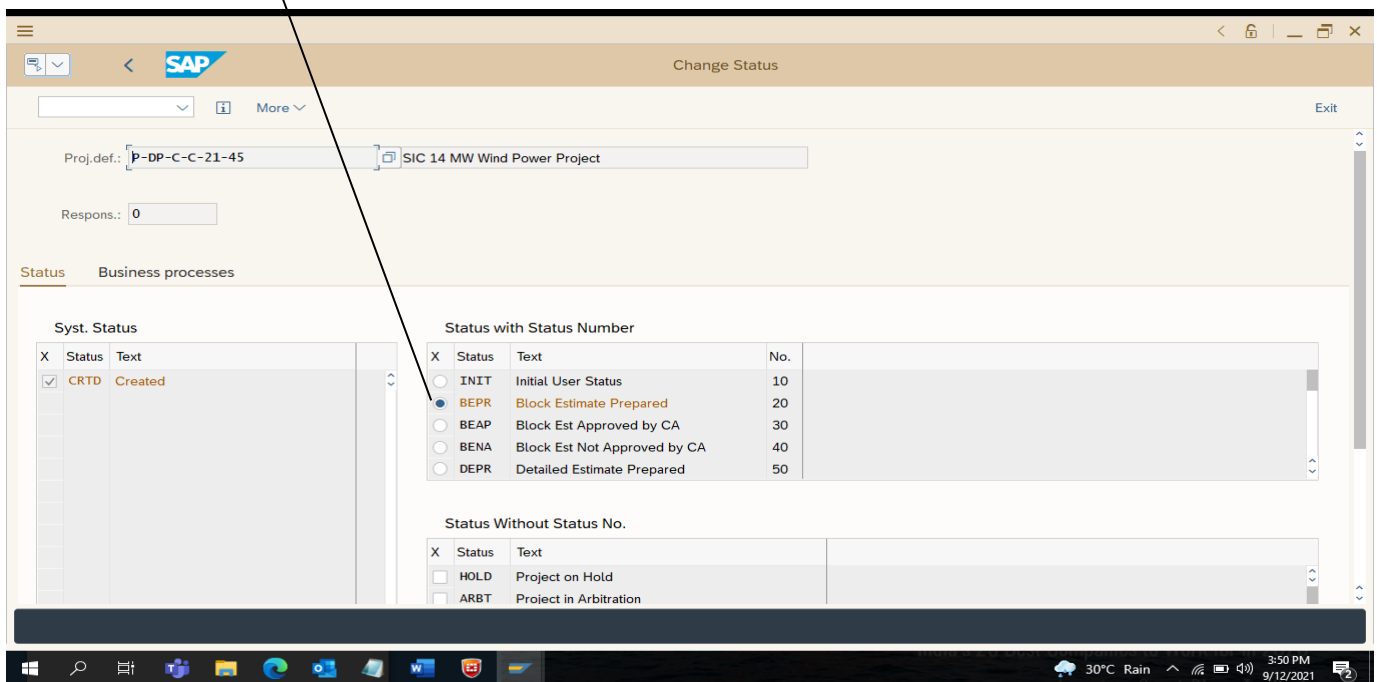 SAP
Change Status
More
Exit
Proj.def.: P-DP-C-C-21-45 SIC 14 MW Wind Power Project
Respons.: 0
Status Business processes
Syst. Status
X Status Text
CRTD Created
Status with Status Number
X Status Text No.
INIT Initial User Status 10
BEPR Block Estimate Prepared 20
BEAP Block Est Approved by CA 30
BENA Block Est Not Approved by CA 40
DEPR Detailed Estimate Prepared 50
Status Without Status No.
X Status Text
HOLD Project on Hold
ARBT Project in Arbitration
30°C Rain
3:50 PM
9/12/2021
2